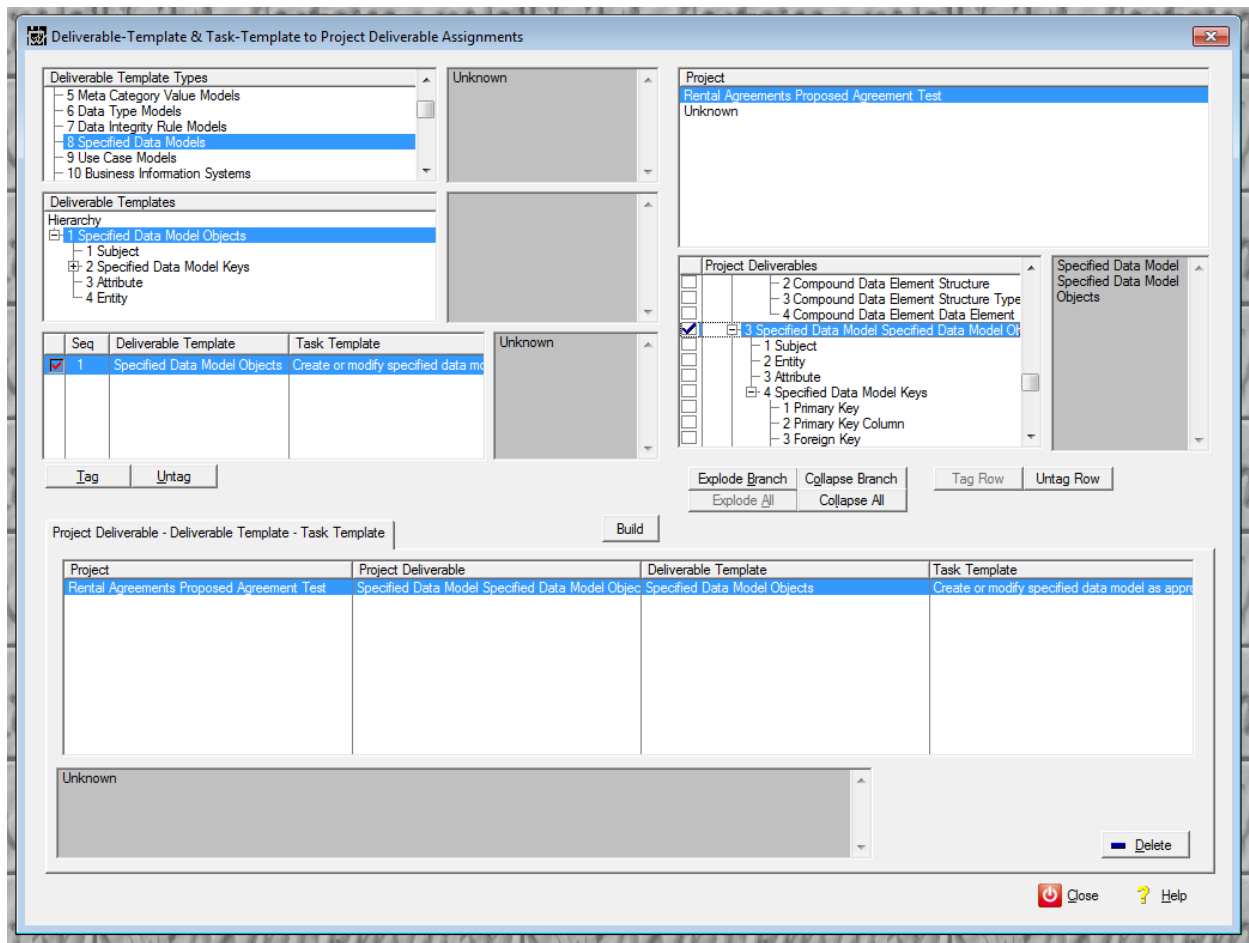 Deliverable-Template & Task-Template to Project Deliverable Assignments
Deliverable Template Types
5 Meta Category Value Models
6 Data Type Models
7 Data Integrity Rule Models
8 Specified Data Models
9 Use Case Models
10 Business Information Systems
Unknown
Project
Rental Agreements Proposed Agreement Test
Unknown
Deliverable Templates
Hierarchy
1 Specified Data Model Objects
1 Subject
2 Specified Data Model Keys
3 Attribute
4 Entity
Project Deliverables
2 Compound Data Element Structure
3 Compound Data Element Structure Type
4 Compound Data Element Data Element
3 Specified Data Model Specified Data Model Ob
1 Subject
2 Entity
3 Attribute
4 Specified Data Model Keys
1 Primary Key
2 Primary Key Column
3 Foreign Key
Specified Data Model
Specified Data Model
Objects
Seq Deliverable Template Task Template
1 Specified Data Model Objects Create or modify specified data mo
Unknown
Tag Untag
Explode Branch Collapse Branch Tag Row Untag Row
Explode All Collapse All
Build
Project Deliverable - Deliverable Template - Task Template
Project Project Deliverable Deliverable Template Task Template
Rental Agreements Proposed Agreement Test Specified Data Model Specified Data Model Objec Specified Data Model Objects Create or modify specified data model as appro
Unknown
Delete
Close Help